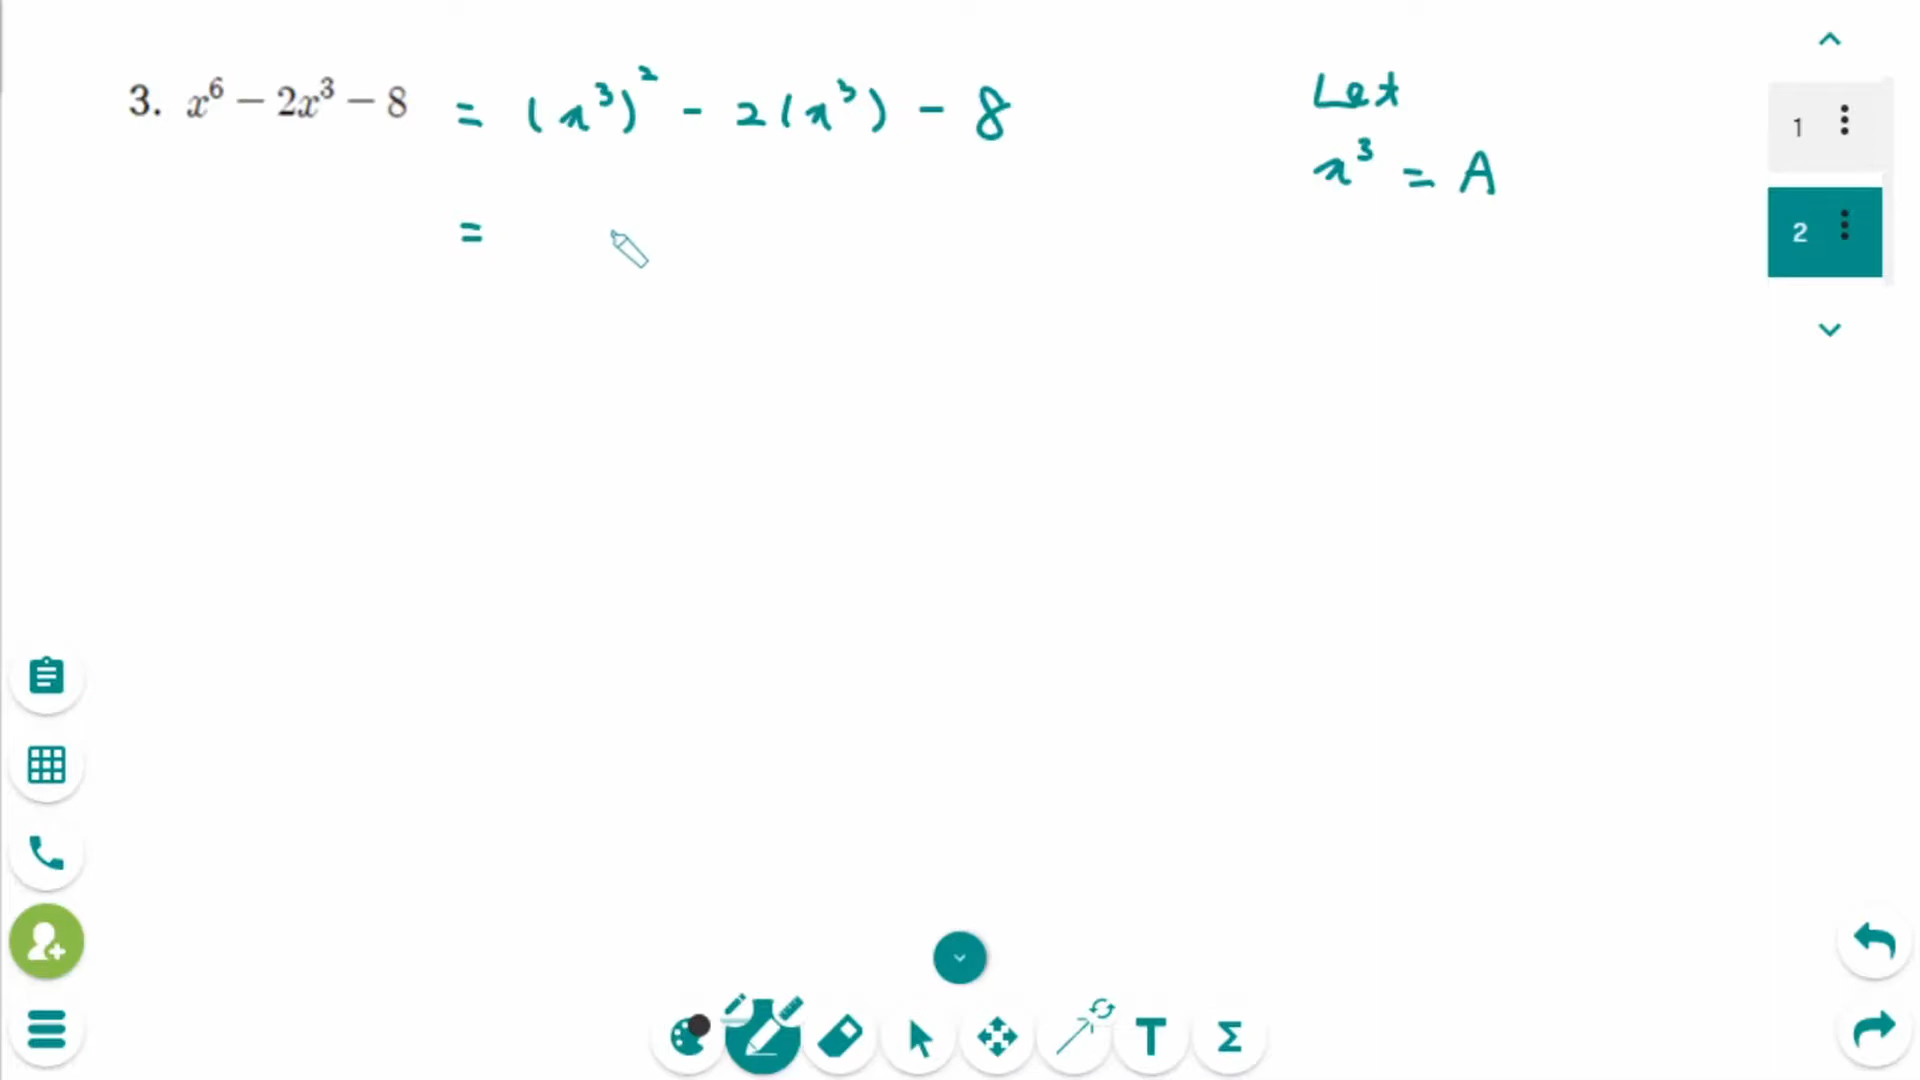 3. x⁶ − 2x³ − 8 = (x³)² - 2(x³) - 8
=
Let
x³ = A
1
2
T
Σ